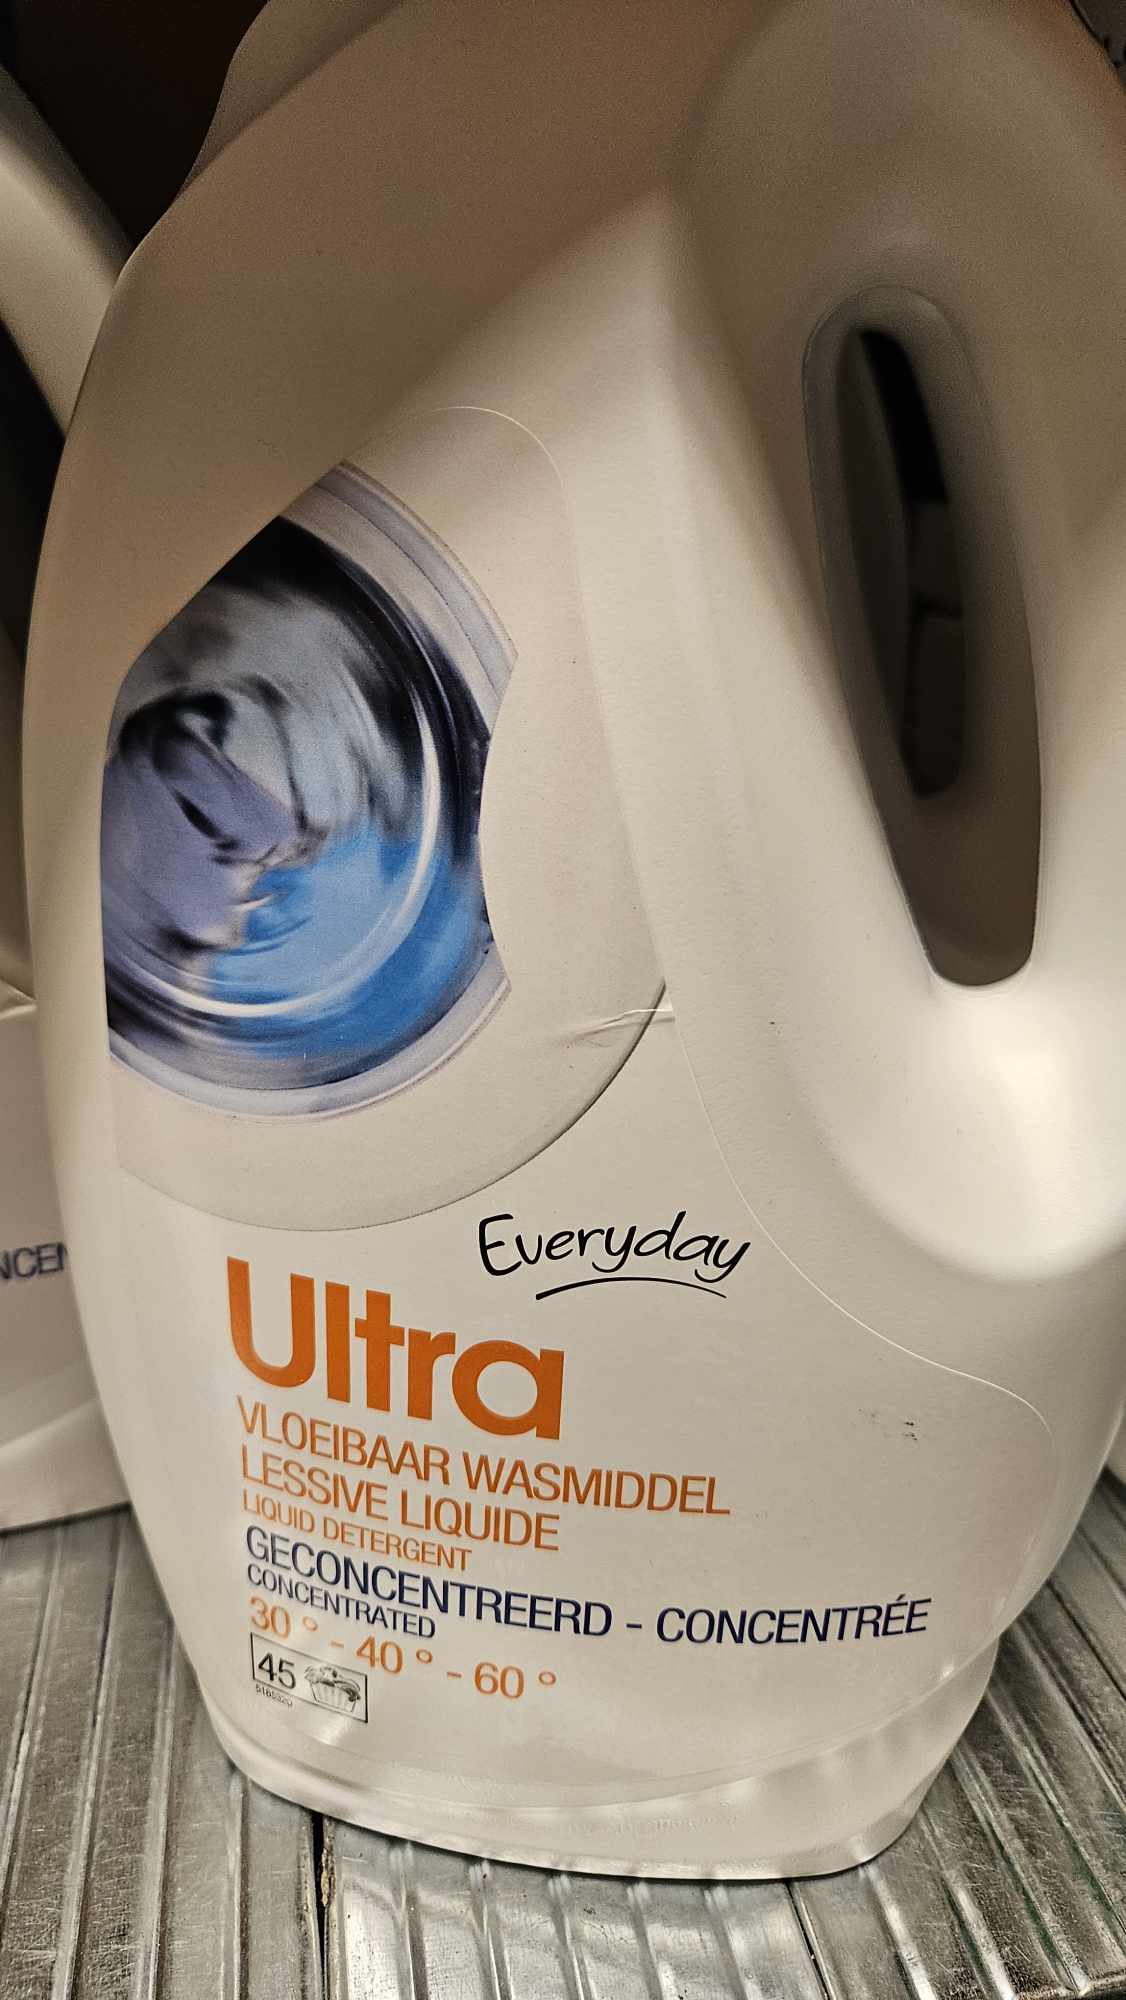 Everyday
Ultra
VLOEIBAAR WASMIDDEL
LESSIVE LIQUIDE
LIQUID DETERGENT
GECONCENTREERD - CONCENTRÉE
CONCENTRATED
30 ° - 40 ° - 60 °
45